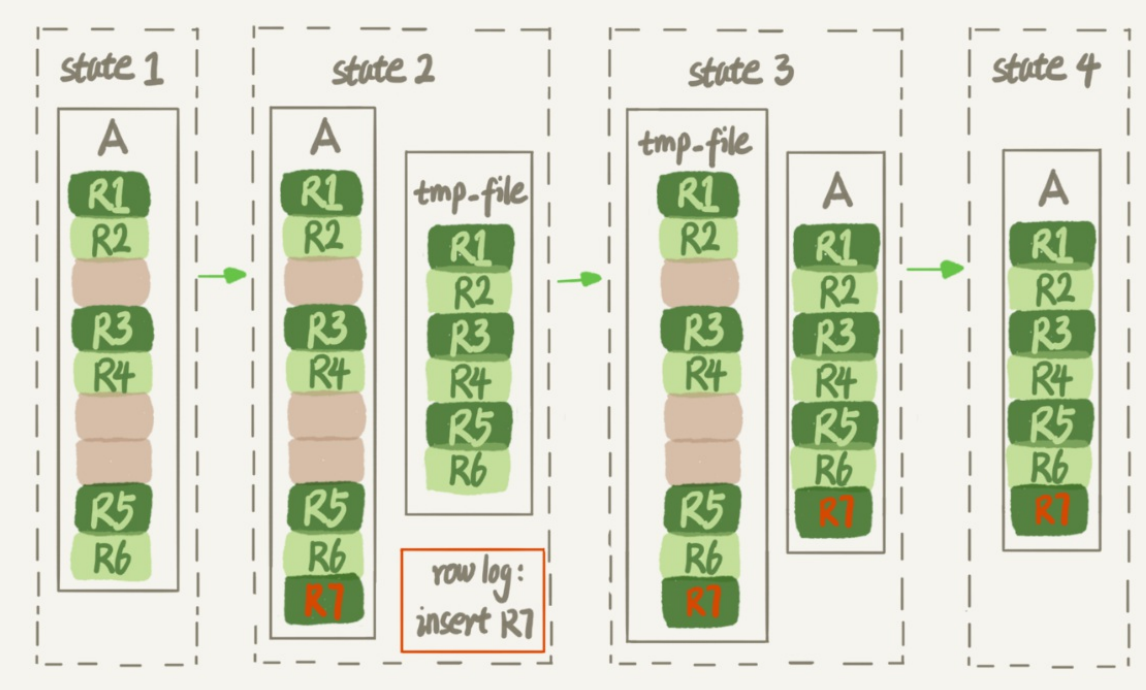 state 1
A
R1
R2
R3
R4
R5
R6
state 2
A
R1
R2
R3
R4
R5
R6
R7
tmp-file
R1
R2
R3
R4
R5
R6
row log:
insert R7
state 3
tmp-file
R1
R2
R3
R4
R5
R6
R7
A
R1
R2
R3
R4
R5
R6
R7
state 4
A
R1
R2
R3
R4
R5
R6
R7